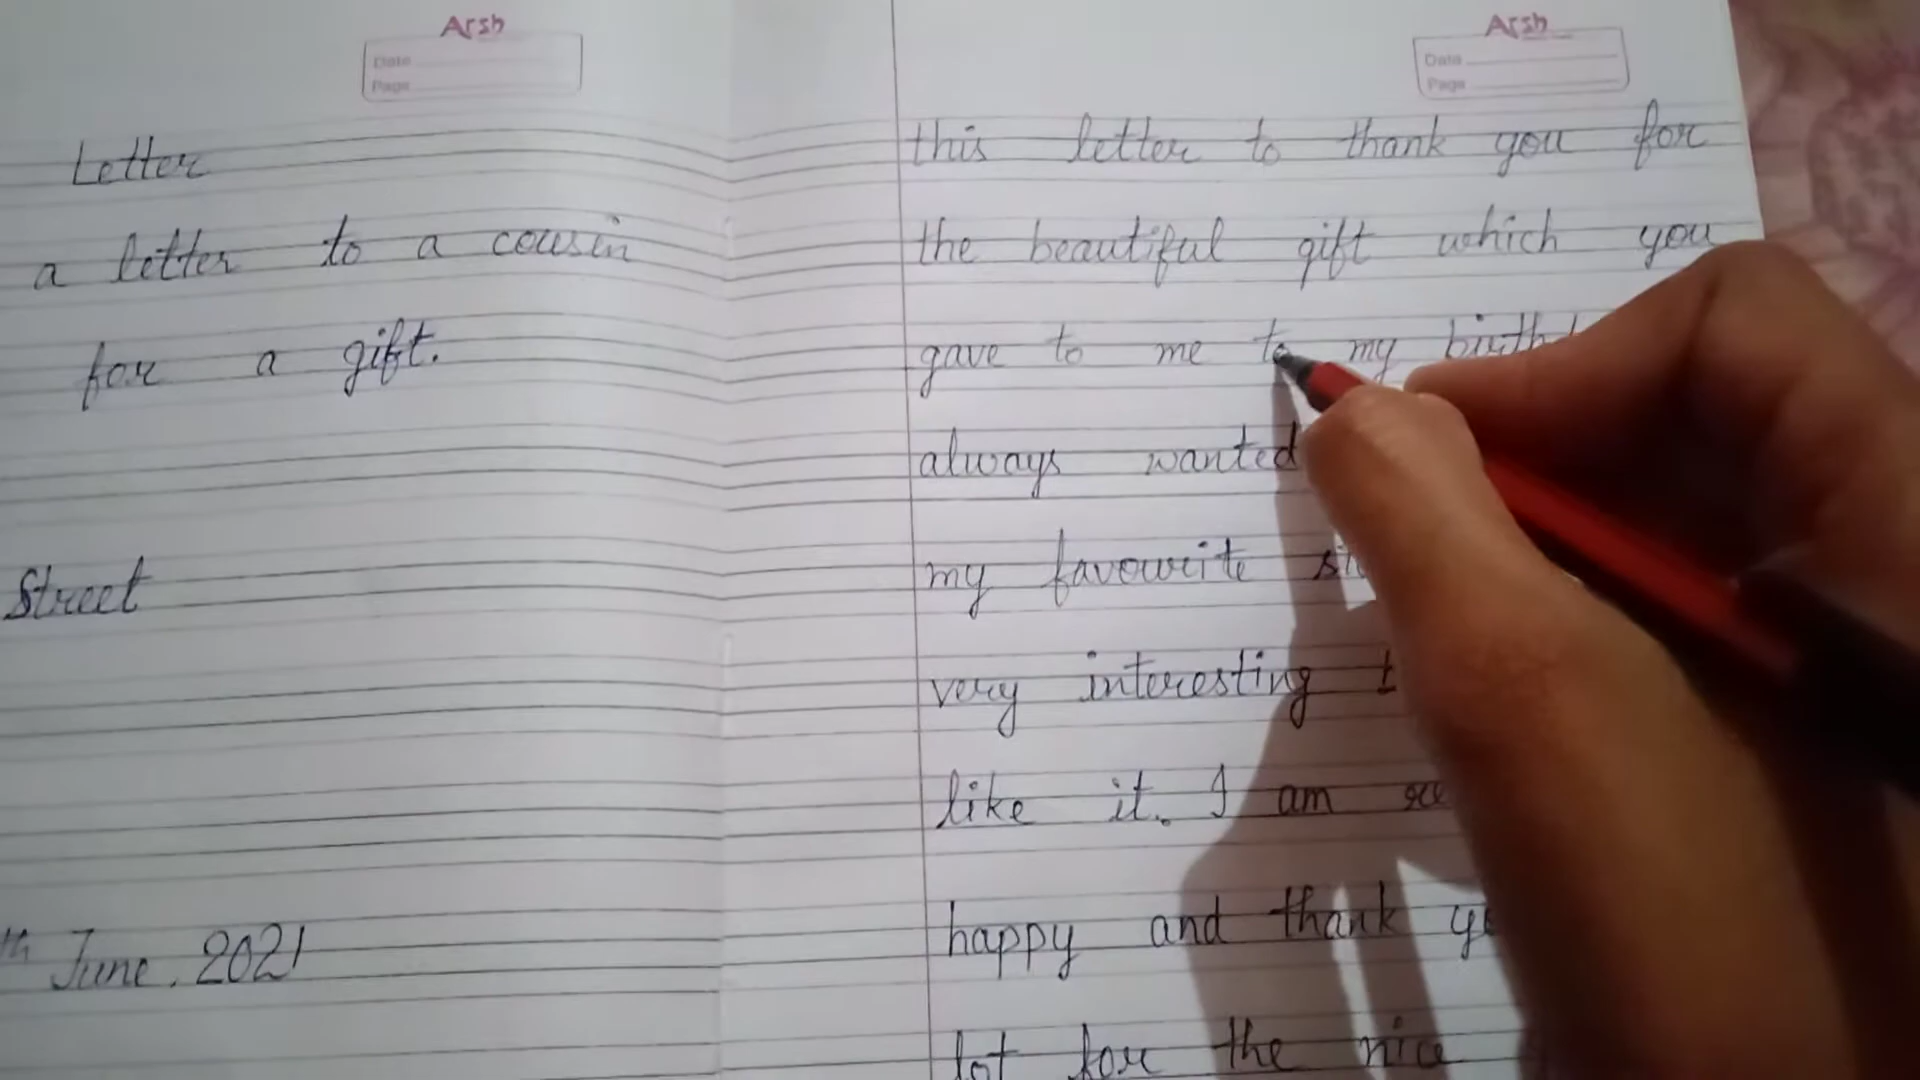 Arsh
Date
Page
Letter
a letter to a cousin
for a gift.
Street
th June, 2021
Arsh
Date
Page
this letter to thank you for
the beautiful gift which you
gave to me to my
always wanted
my favourite
very interesting
like it. I am
happy and thank
lot for the nice